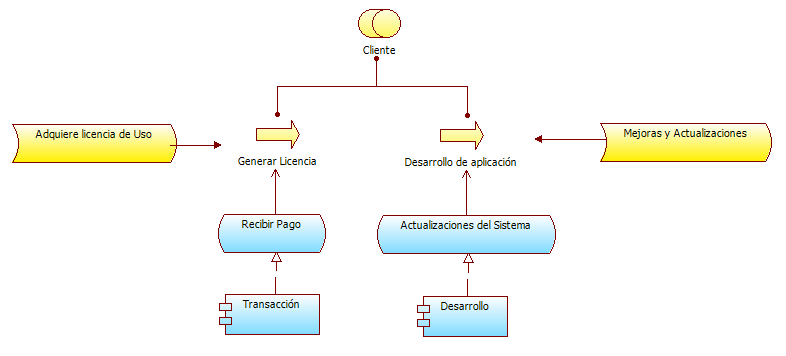 Cliente
Adquiere licencia de Uso
Mejoras y Actualizaciones
Generar Licencia
Desarrollo de aplicación
Recibir Pago
Actualizaciones del Sistema
Transacción
Desarrollo